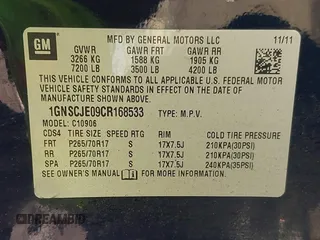 GM
MFD BY GENERAL MOTORS LLC 11/11
GVWR GAWR FRT GAWR RR
3266 KG 1588 KG 1905 KG
7200 LB 3500 LB 4200 LB
THIS VEHICLE CONFORMS TO ALL APPLICABLE U.S. FEDERAL MOTOR
VEHICLE SAFETY AND THEFT PREVENTION STANDARDS IN EFFECT ON
THE DATE OF MANUFACTURE SHOWN ABOVE.
1GNSCJE09CR168533 TYPE: M.P.V.
MODEL: C10906
CDS4 TIRE SIZE SPEED RTG RIM COLD TIRE PRESSURE
FRT P265/70R17 S 17X7.5J 210KPA(30PSI)
RR P265/70R17 S 17X7.5J 210KPA(30PSI)
SPA P265/70R17 S 17X7.5J 240KPA(35PSI)
SEE OWNER'S MANUAL FOR MORE INFORMATION.